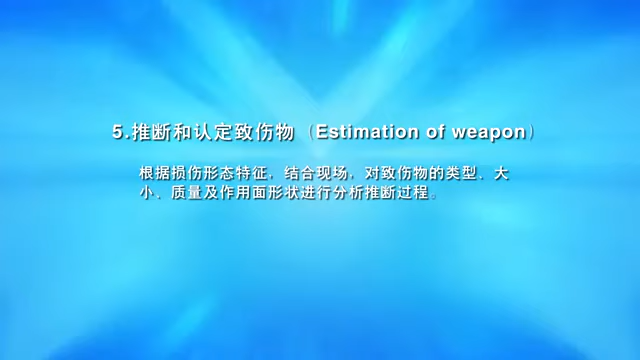 5.推断和认定致伤物（Estimation of weapon）
根据损伤形态特征，结合现场，对致伤物的类型、大
小、质量及作用面形状进行分析推断过程。